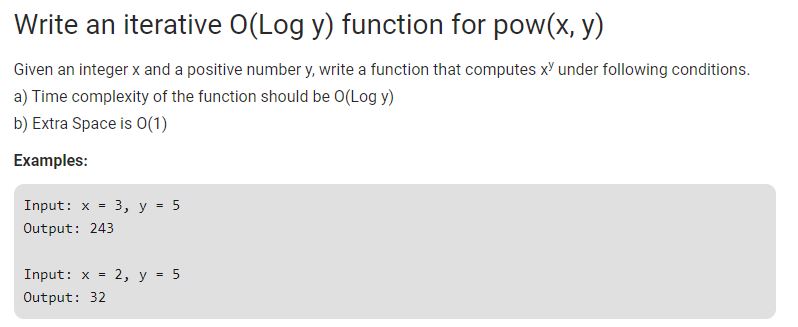 Write an iterative O(Log y) function for pow(x, y)
Given an integer x and a positive number y, write a function that computes xʸ under following conditions.
a) Time complexity of the function should be O(Log y)
b) Extra Space is O(1)
Examples:
Input: x = 3, y = 5
Output: 243
Input: x = 2, y = 5
Output: 32